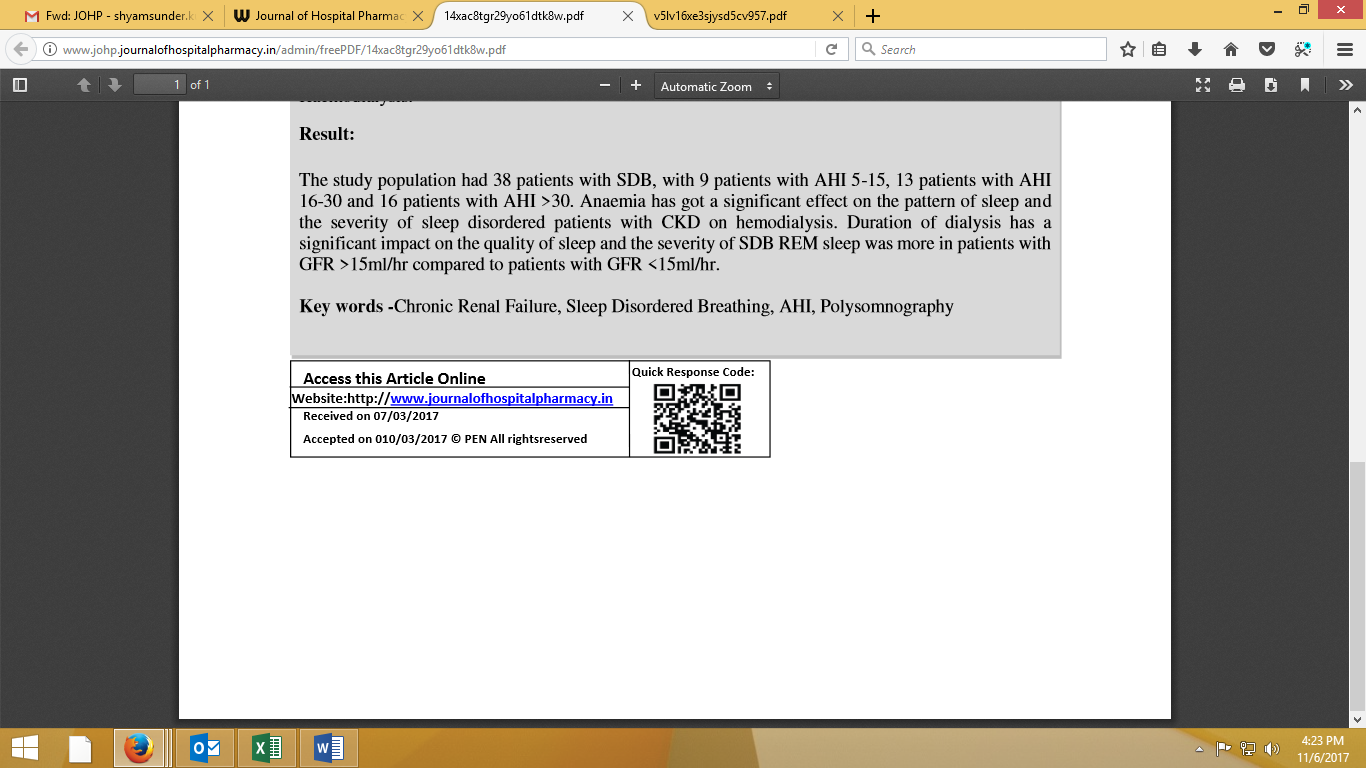 Fwd: JOHP - shyamsunder.k
Journal of Hospital Pharmac
14xac8tgr29yo61dtk8w.pdf
v5lv16xe3sjysd5cv957.pdf
www.johp.journalofhospitalpharmacy.in/admin/freePDF/14xac8tgr29yo61dtk8w.pdf
Search
1 of 1
Automatic Zoom
Result:
The study population had 38 patients with SDB, with 9 patients with AHI 5-15, 13 patients with AHI
16-30 and 16 patients with AHI >30. Anaemia has got a significant effect on the pattern of sleep and
the severity of sleep disordered patients with CKD on hemodialysis. Duration of dialysis has a
significant impact on the quality of sleep and the severity of SDB REM sleep was more in patients with
GFR >15ml/hr compared to patients with GFR <15ml/hr.
Key words -Chronic Renal Failure, Sleep Disordered Breathing, AHI, Polysomnography
Access this Article Online
Quick Response Code:
Website:http://www.journalofhospitalpharmacy.in
Received on 07/03/2017
Accepted on 010/03/2017 © PEN All rightsreserved
4:23 PM
11/6/2017